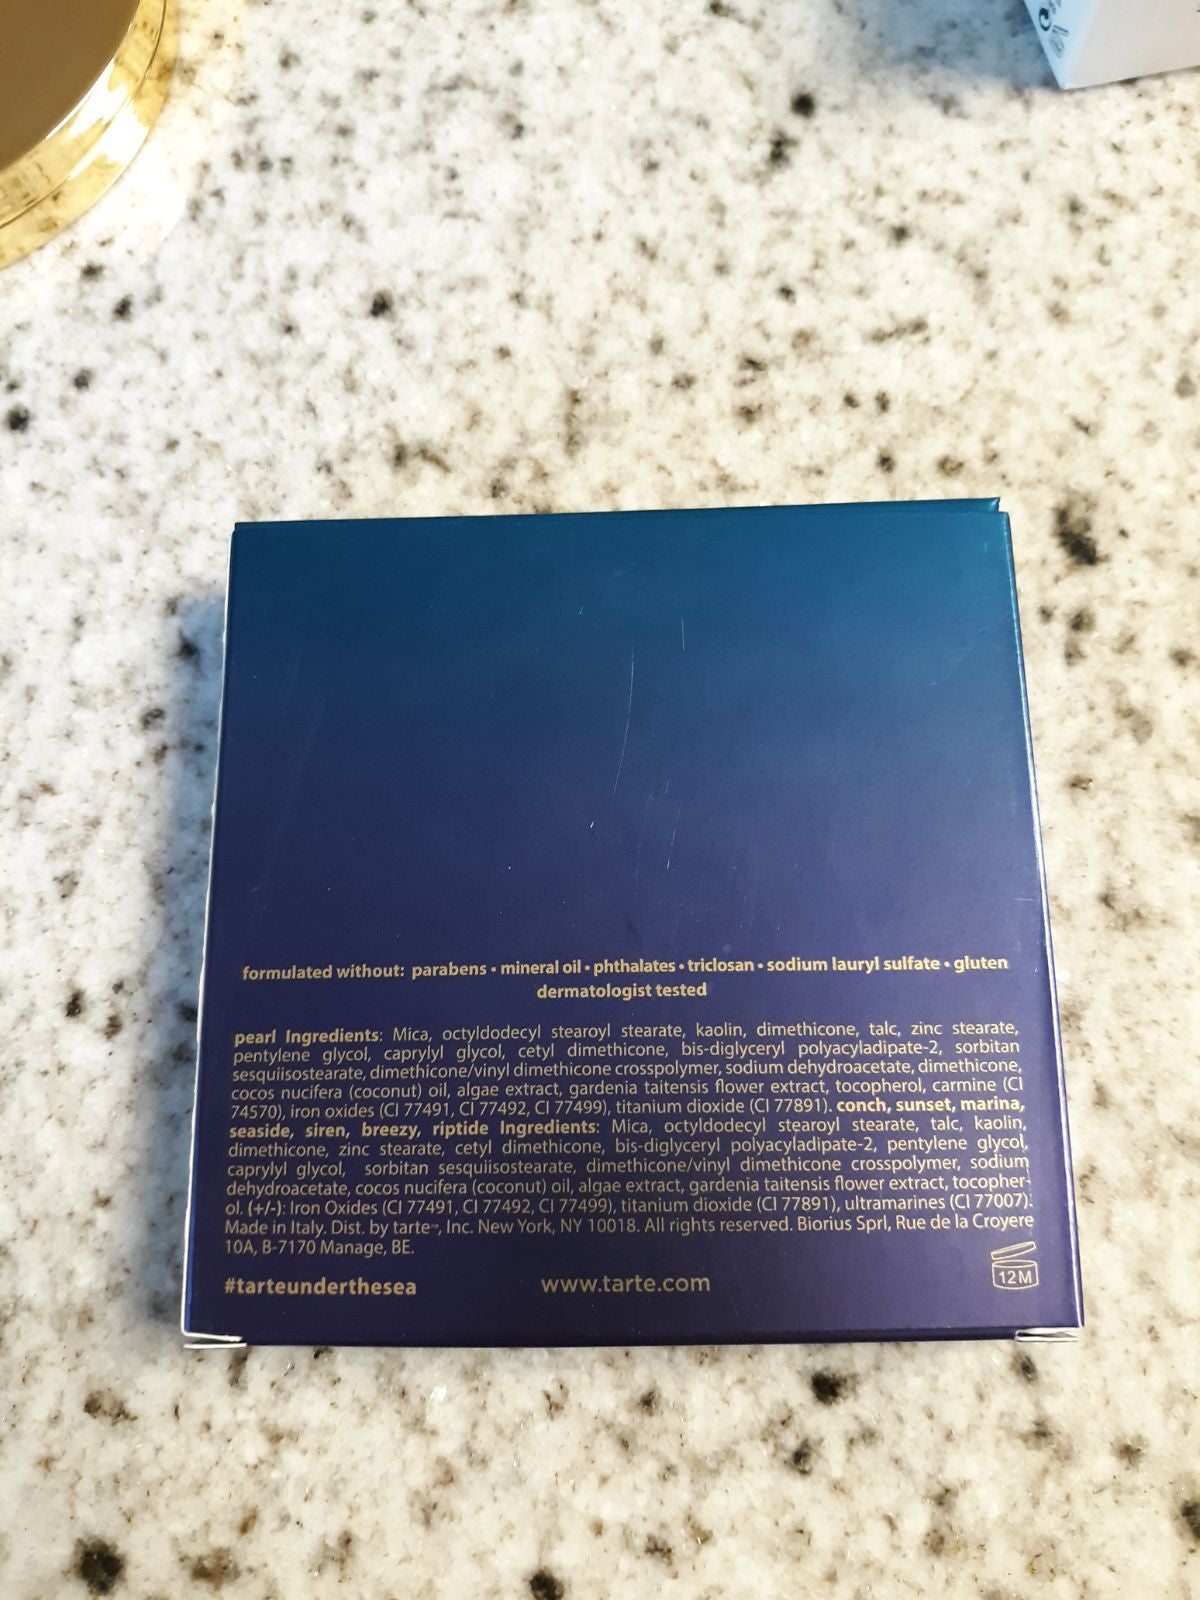 formulated without: parabens • mineral oil • phthalates • triclosan • sodium lauryl sulfate • gluten
dermatologist tested
pearl Ingredients: Mica, octyldodecyl stearoyl stearate, kaolin, dimethicone, talc, zinc stearate,
pentylene glycol, caprylyl glycol, cetyl dimethicone, bis-diglyceryl polyacyladipate-2, sorbitan
sesquiisostearate, dimethicone/vinyl dimethicone crosspolymer, sodium dehydroacetate, dimethicone,
cocos nucifera (coconut) oil, algae extract, gardenia taitensis flower extract, tocopherol, carmine (CI
74570), iron oxides (CI 77491, CI 77492, CI 77499), titanium dioxide (CI 77891). conch, sunset, marina,
seaside, siren, breezy, riptide Ingredients: Mica, octyldodecyl stearoyl stearate, talc, kaolin,
dimethicone, zinc stearate, cetyl dimethicone, bis-diglyceryl polyacyladipate-2, pentylene glycol,
caprylyl glycol, sorbitan sesquiisostearate, dimethicone/vinyl dimethicone crosspolymer, sodium
dehydroacetate, cocos nucifera (coconut) oil, algae extract, gardenia taitensis flower extract, tocopher-
ol. (+/-): Iron Oxides (CI 77491, CI 77492, CI 77499), titanium dioxide (CI 77891), ultramarines (CI 77007).
Made in Italy. Dist. by tarte™, Inc. New York, NY 10018. All rights reserved. Biorius Sprl, Rue de la Croyere
10A, B-7170 Manage, BE.
#tarteunderthesea www.tarte.com 12M